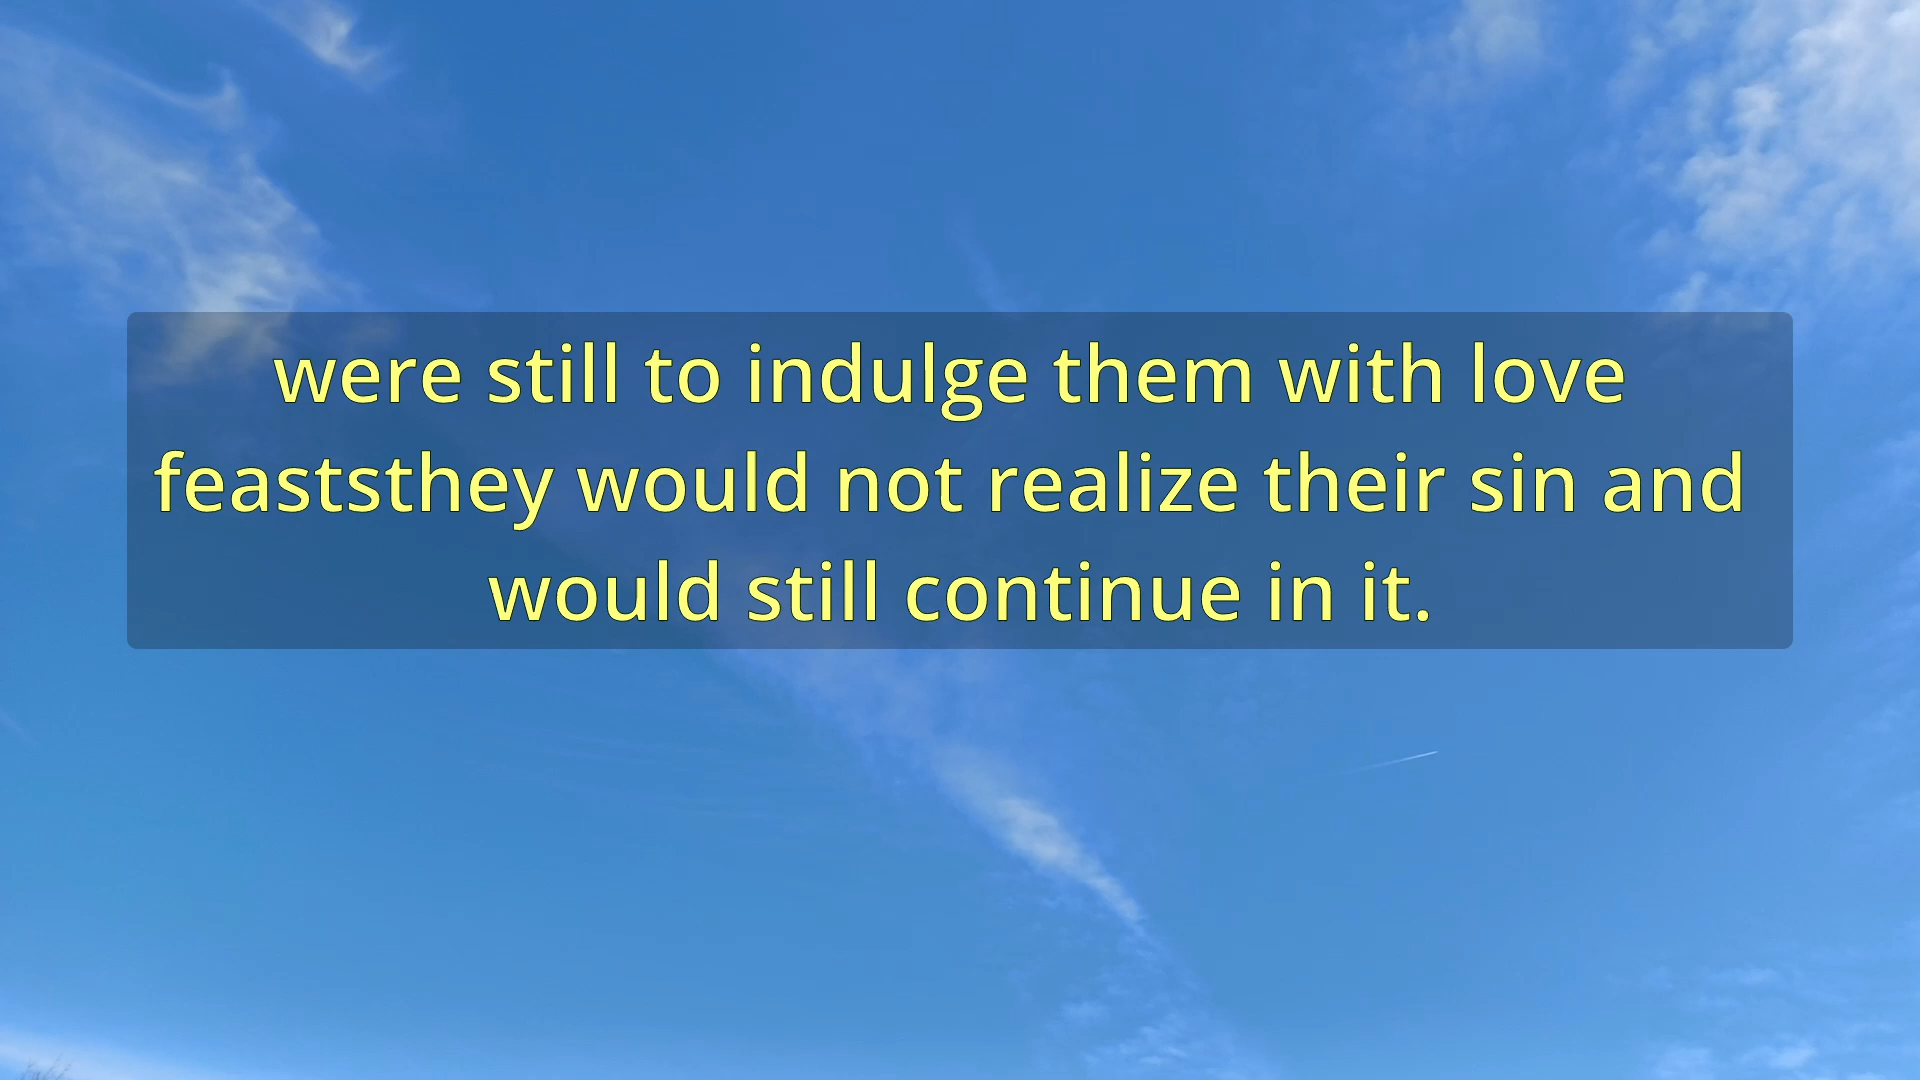 were still to indulge them with love
feaststhey would not realize their sin and
would still continue in it.